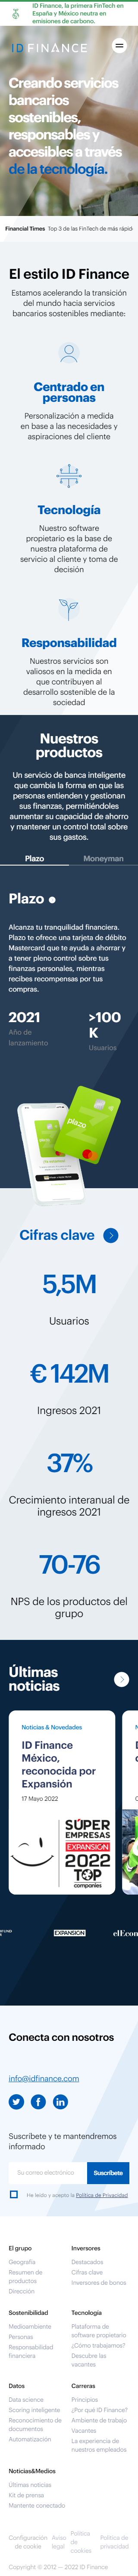 ID Finance, la primera FinTech en
España y México neutra en
emisiones de carbono.
ID FINANCE
Creando servicios
bancarios
sostenibles,
responsables y
accesibles a través
de la tecnología.
Financial Times Top 3 de las FinTech de más rápid
El estilo ID Finance
Estamos acelerando la transición
del mundo hacia servicios
bancarios sostenibles mediante:
Centrado en
personas
Personalización a medida
en base a las necesidades y
aspiraciones del cliente
Tecnología
Nuestro software
propietario es la base de
nuestra plataforma de
servicio al cliente y toma de
decisión
Responsabilidad
Nuestros servicios son
valiosos en la medida en
que contribuyen al
desarrollo sostenible de la
sociedad
Nuestros
productos
Un servicio de banca inteligente
que cambia la forma en la que las
personas entienden y gestionan
sus finanzas, permitiéndoles
aumentar su capacidad de ahorro
y mantener un control total sobre
sus gastos.
Plazo Moneyman
Plazo
Alcanza tu tranquilidad financiera.
Plazo te ofrece una tarjeta de débito
Mastercard que te ayuda a ahorrar y
a tener pleno control sobre tus
finanzas personales, mientras
recibes recompensas por tus
compras.
2021 >100
K
Año de
lanzamiento
Usuarios
plazo
Cifras clave
5,5M
Usuarios
€ 142M
Ingresos 2021
37%
Crecimiento interanual de
ingresos 2021
70-76
NPS de los productos del
grupo
Últimas
noticias
Noticias & Novedades
ID Finance
México,
reconocida por
Expansión
17 Mayo 2022
SÚPER
EMPRESAS
EXPANSIÓN
2022
TOP
companies
EXPANSIÓN
elEcon
Conecta con nosotros
info@idfinance.com
Suscríbete y te mantendremos
informado
Su correo electrónico Suscríbete
He leído y acepto la Política de Privacidad
El grupo
Geografía
Resumen de
productos
Dirección
Inversores
Destacados
Cifras clave
Inversores de bonos
Sostenibilidad
Medioambiente
Personas
Responsabilidad
financiera
Tecnología
Plataforma de
software propietario
¿Cómo trabajamos?
Descubre las
vacantes
Datos
Data science
Scoring inteligente
Reconocimiento de
documentos
Automatización
Carreras
Principios
¿Por qué ID Finance?
Ambiente de trabajo
Vacantes
La experiencia de
nuestros empleados
Noticias&Medios
Últimas noticias
Kit de prensa
Mantente conectado
Configuración
de cookie
Aviso
legal
Política
de
cookies
Política de
privacidad
Copyright © 2012 — 2022 ID Finance